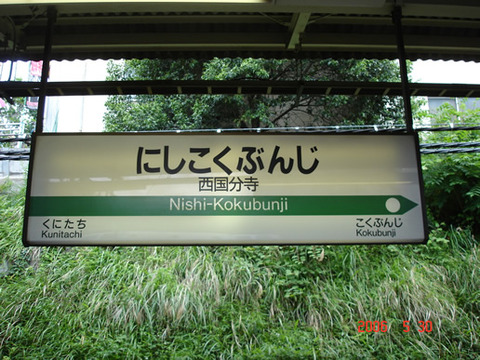 にしこくぶんじ
西国分寺
Nishi-Kokubunji
くにたち
Kunitachi
こくぶんじ
Kokubunji
2006 9 30